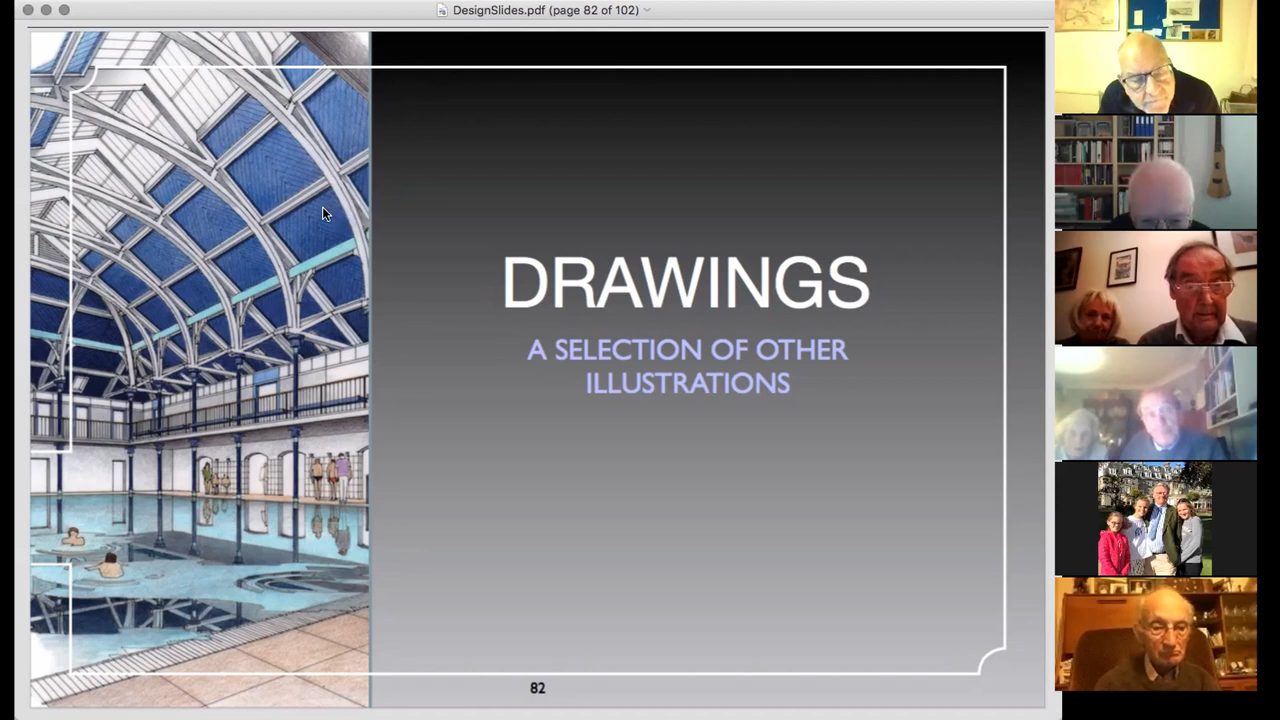 DesignSlides.pdf (page 82 of 102)
DRAWINGS
A SELECTION OF OTHER
ILLUSTRATIONS
82